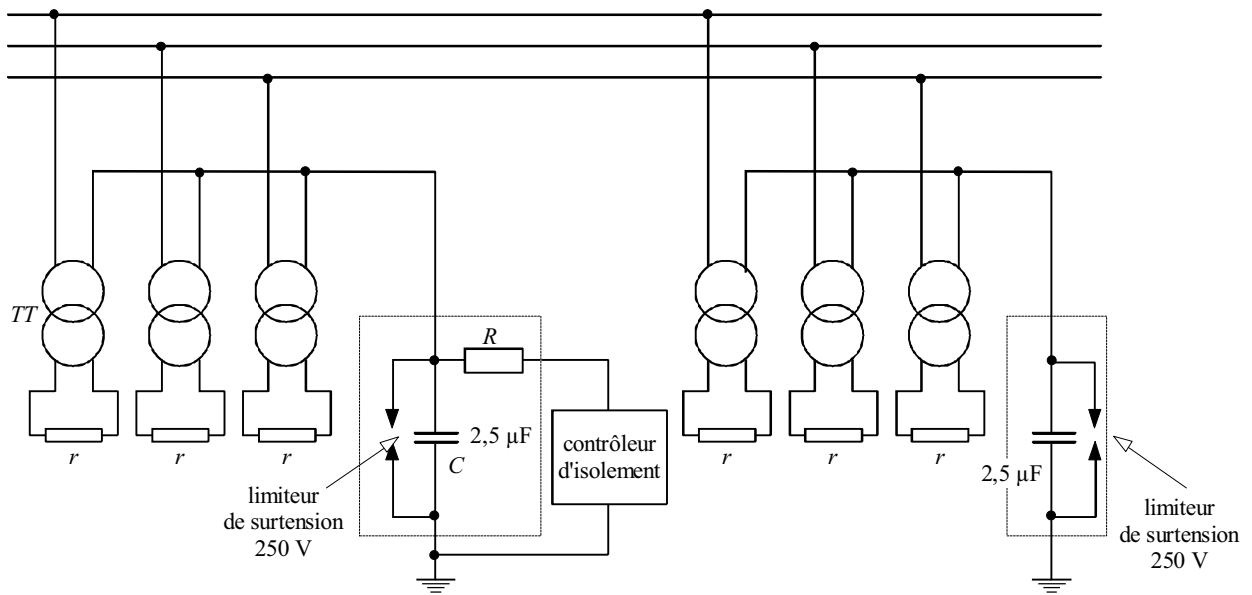 TT
R
2,5 µF
C
contrôleur
d'isolement
r
r
r
limiteur
de surtension
250 V
r
r
r
2,5 µF
limiteur
de surtension
250 V